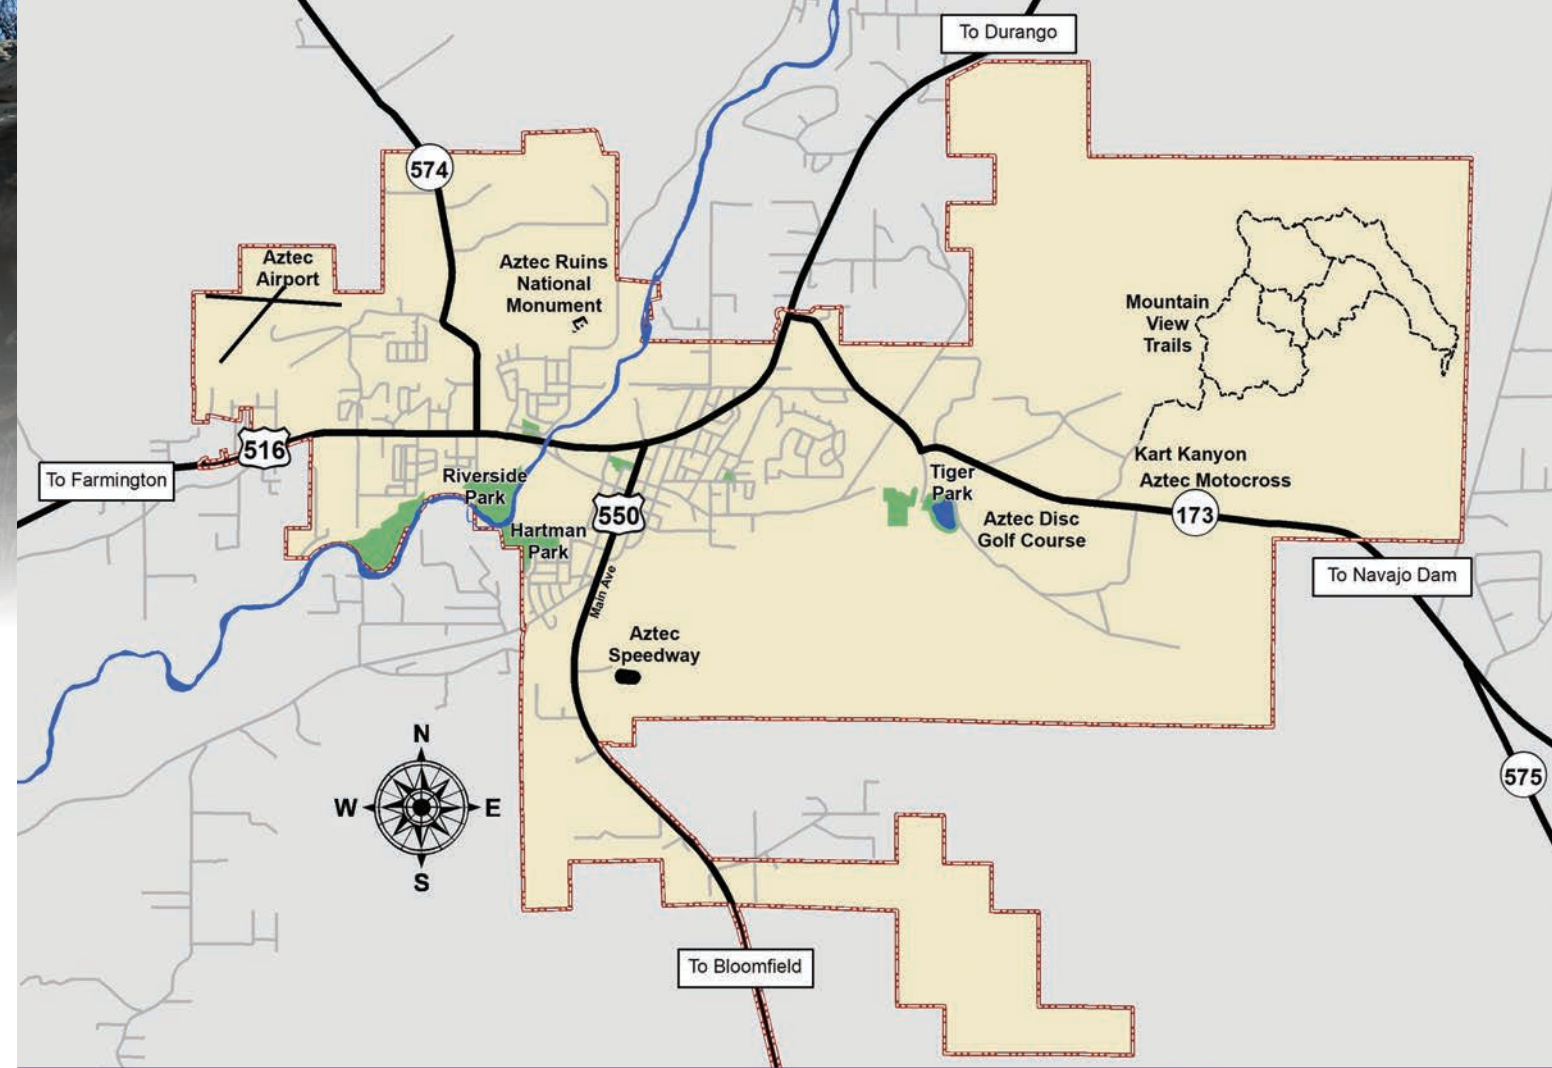 To Durango
574
Aztec
Airport
Aztec Ruins
National
Monument
Mountain
View
Trails
516
To Farmington
Riverside
Park
Hartman
Park
550
Main Ave
Tiger
Park
Kart Kanyon
Aztec Motocross
173
Aztec Disc
Golf Course
To Navajo Dam
Aztec
Speedway
N
W
E
S
575
To Bloomfield